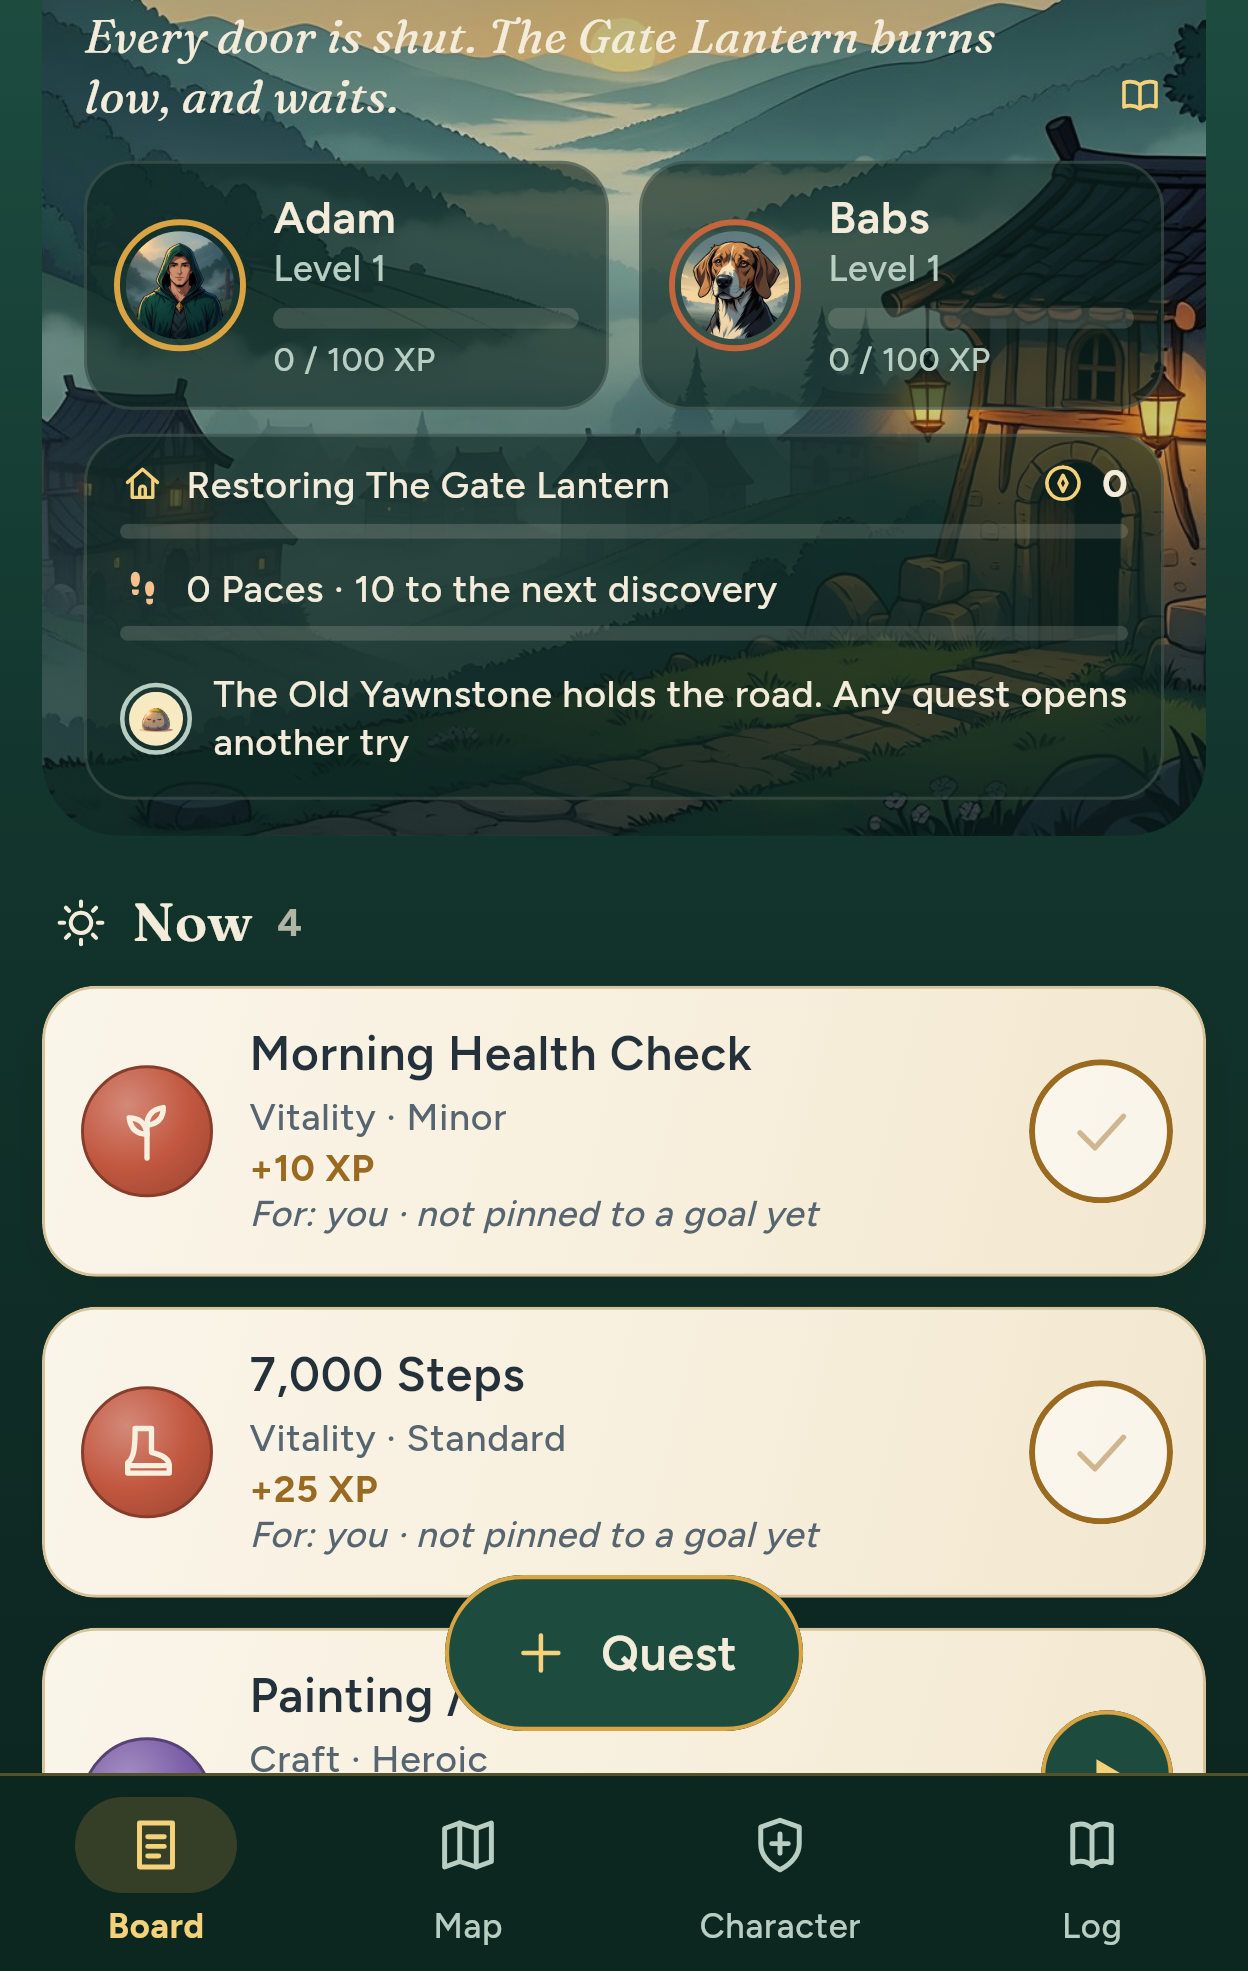 Every door is shut. The Gate Lantern burns
low, and waits.
Adam
Level 1
0 / 100 XP
Babs
Level 1
0 / 100 XP
Restoring The Gate Lantern
0
0 Paces · 10 to the next discovery
The Old Yawnstone holds the road. Any quest opens
another try
Now 4
Morning Health Check
Vitality · Minor
+10 XP
For: you · not pinned to a goal yet
7,000 Steps
Vitality · Standard
+25 XP
For: you · not pinned to a goal yet
Quest
Painting /
Craft · Heroic
Board
Map
Character
Log